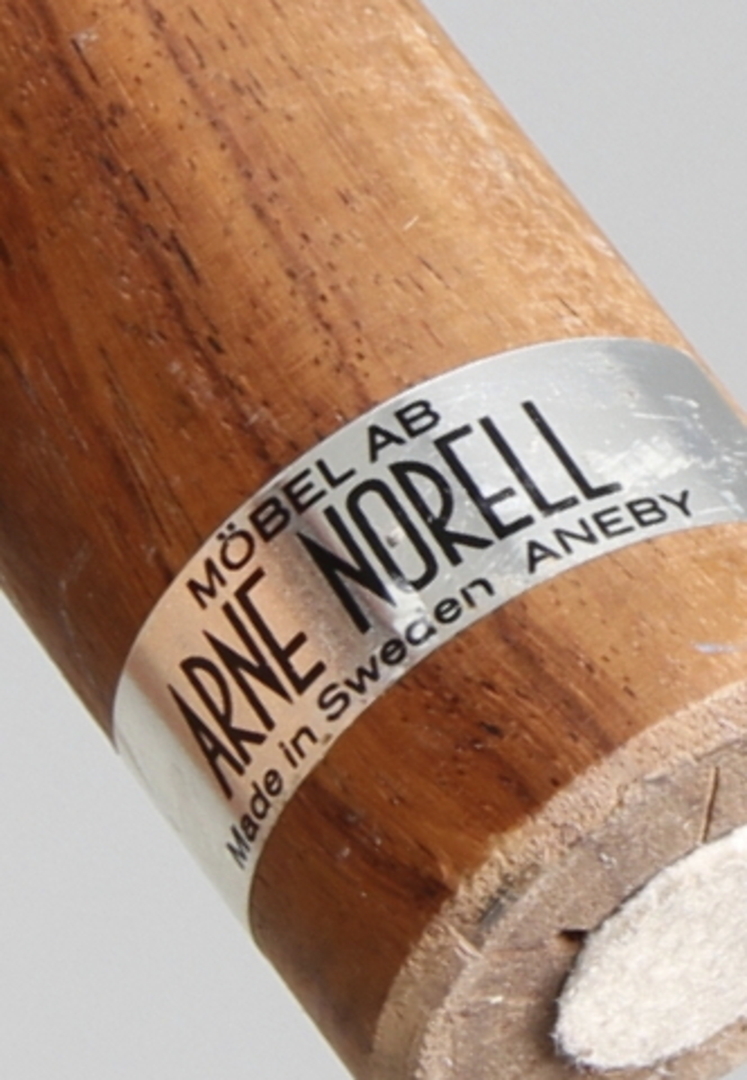 MÖBEL AB
ARNE NORELL
Made in Sweden ANEBY